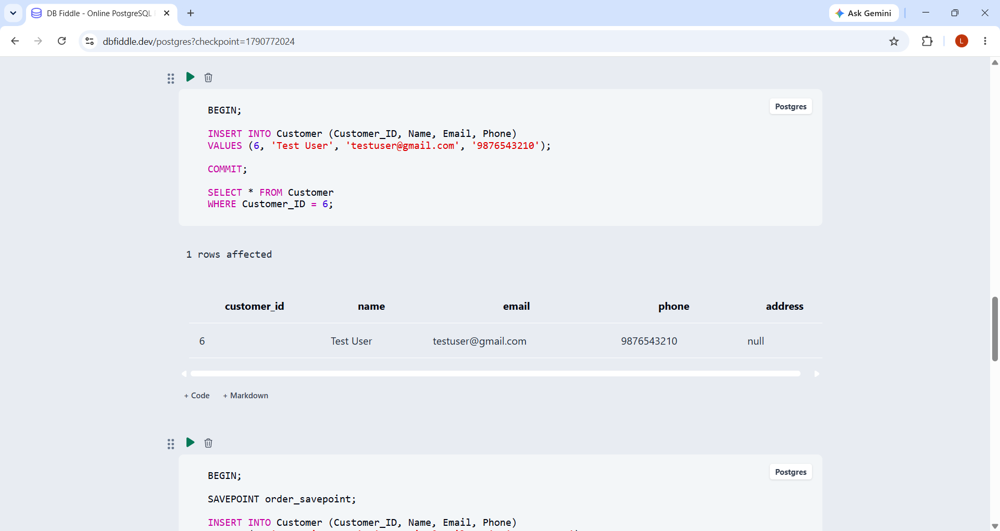 DB Fiddle - Online PostgreSQL
Ask Gemini
dbfiddle.dev/postgres?checkpoint=1790772024
L
BEGIN;
Postgres
INSERT INTO Customer (Customer_ID, Name, Email, Phone)
VALUES (6, 'Test User', 'testuser@gmail.com', '9876543210');
COMMIT;
SELECT * FROM Customer
WHERE Customer_ID = 6;
1 rows affected
customer_id name email phone address
6 Test User testuser@gmail.com 9876543210 null
+ Code + Markdown
BEGIN;
Postgres
SAVEPOINT order_savepoint;
INSERT INTO Customer (Customer_ID, Name, Email, Phone)